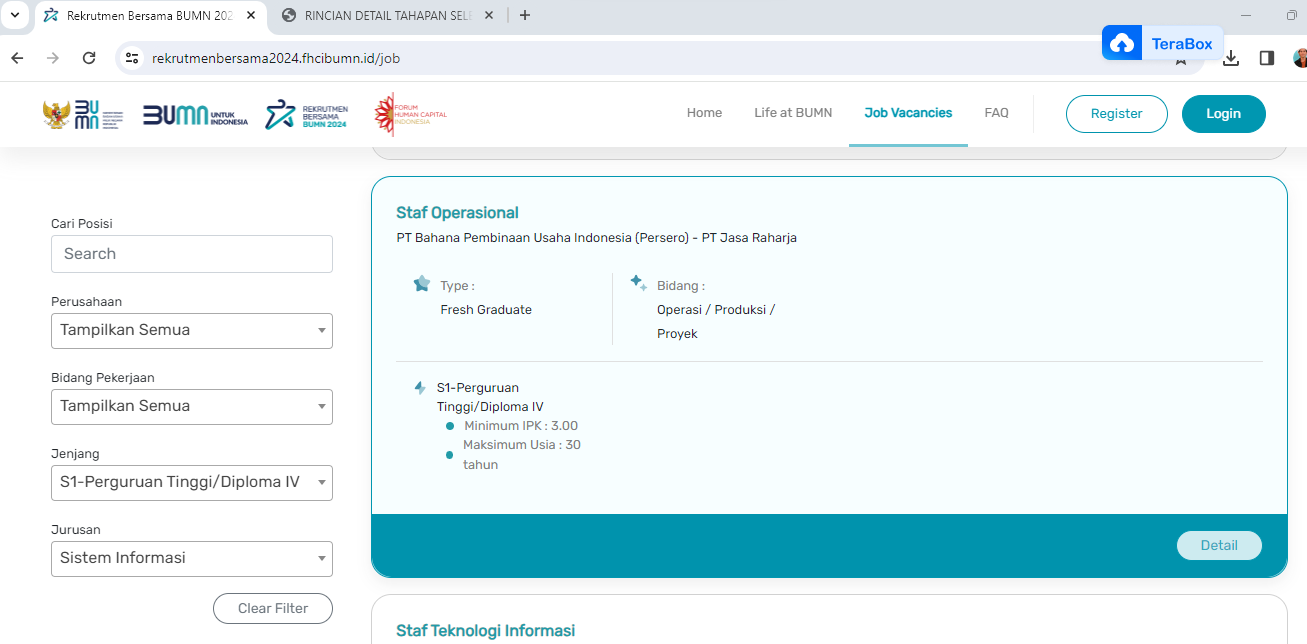 Rekrutmen Bersama BUMN 202
RINCIAN DETAIL TAHAPAN SELE
rekrutmenbersama2024.fhcibumn.id/job
TeraBox
BUMN
BUMN UNTUK INDONESIA
REKRUTMEN BERSAMA BUMN 2024
FORUM HUMAN CAPITAL INDONESIA
Home
Life at BUMN
Job Vacancies
FAQ
Register
Login
Cari Posisi
Search
Perusahaan
Tampilkan Semua
Bidang Pekerjaan
Tampilkan Semua
Jenjang
S1-Perguruan Tinggi/Diploma IV
Jurusan
Sistem Informasi
Clear Filter
Staf Operasional
PT Bahana Pembinaan Usaha Indonesia (Persero) - PT Jasa Raharja
Type :
Fresh Graduate
Bidang :
Operasi / Produksi /
Proyek
S1-Perguruan
Tinggi/Diploma IV
Minimum IPK : 3.00
Maksimum Usia : 30
tahun
Detail
Staf Teknologi Informasi